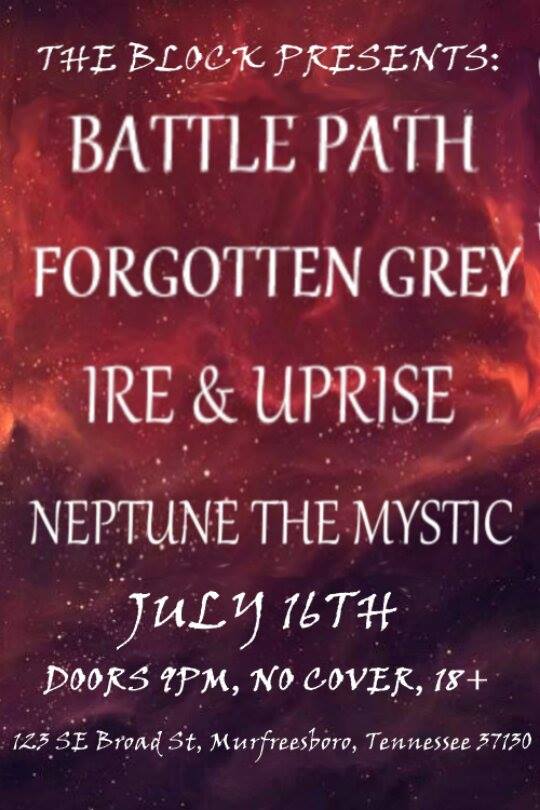 THE BLOCK PRESENTS:
BATTLE PATH
FORGOTTEN GREY
IRE & UPRISE
NEPTUNE THE MYSTIC
JULY 16TH
DOORS 9PM, NO COVER, 18+
123 SE Broad St, Murfreesboro, Tennessee 37130